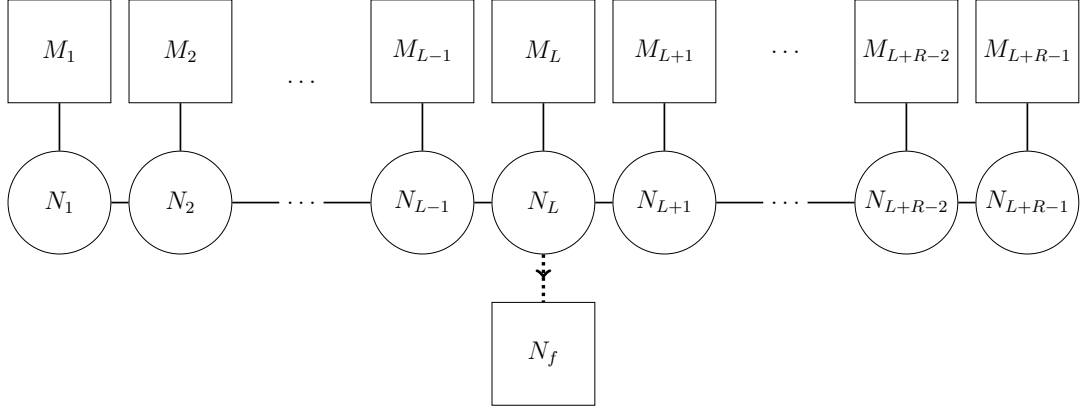 M_1 M_2 ... M_{L-1} M_L M_{L+1} ... M_{L+R-2} M_{L+R-1}
N_1 N_2 ... N_{L-1} N_L N_{L+1} ... N_{L+R-2} N_{L+R-1}
N_f